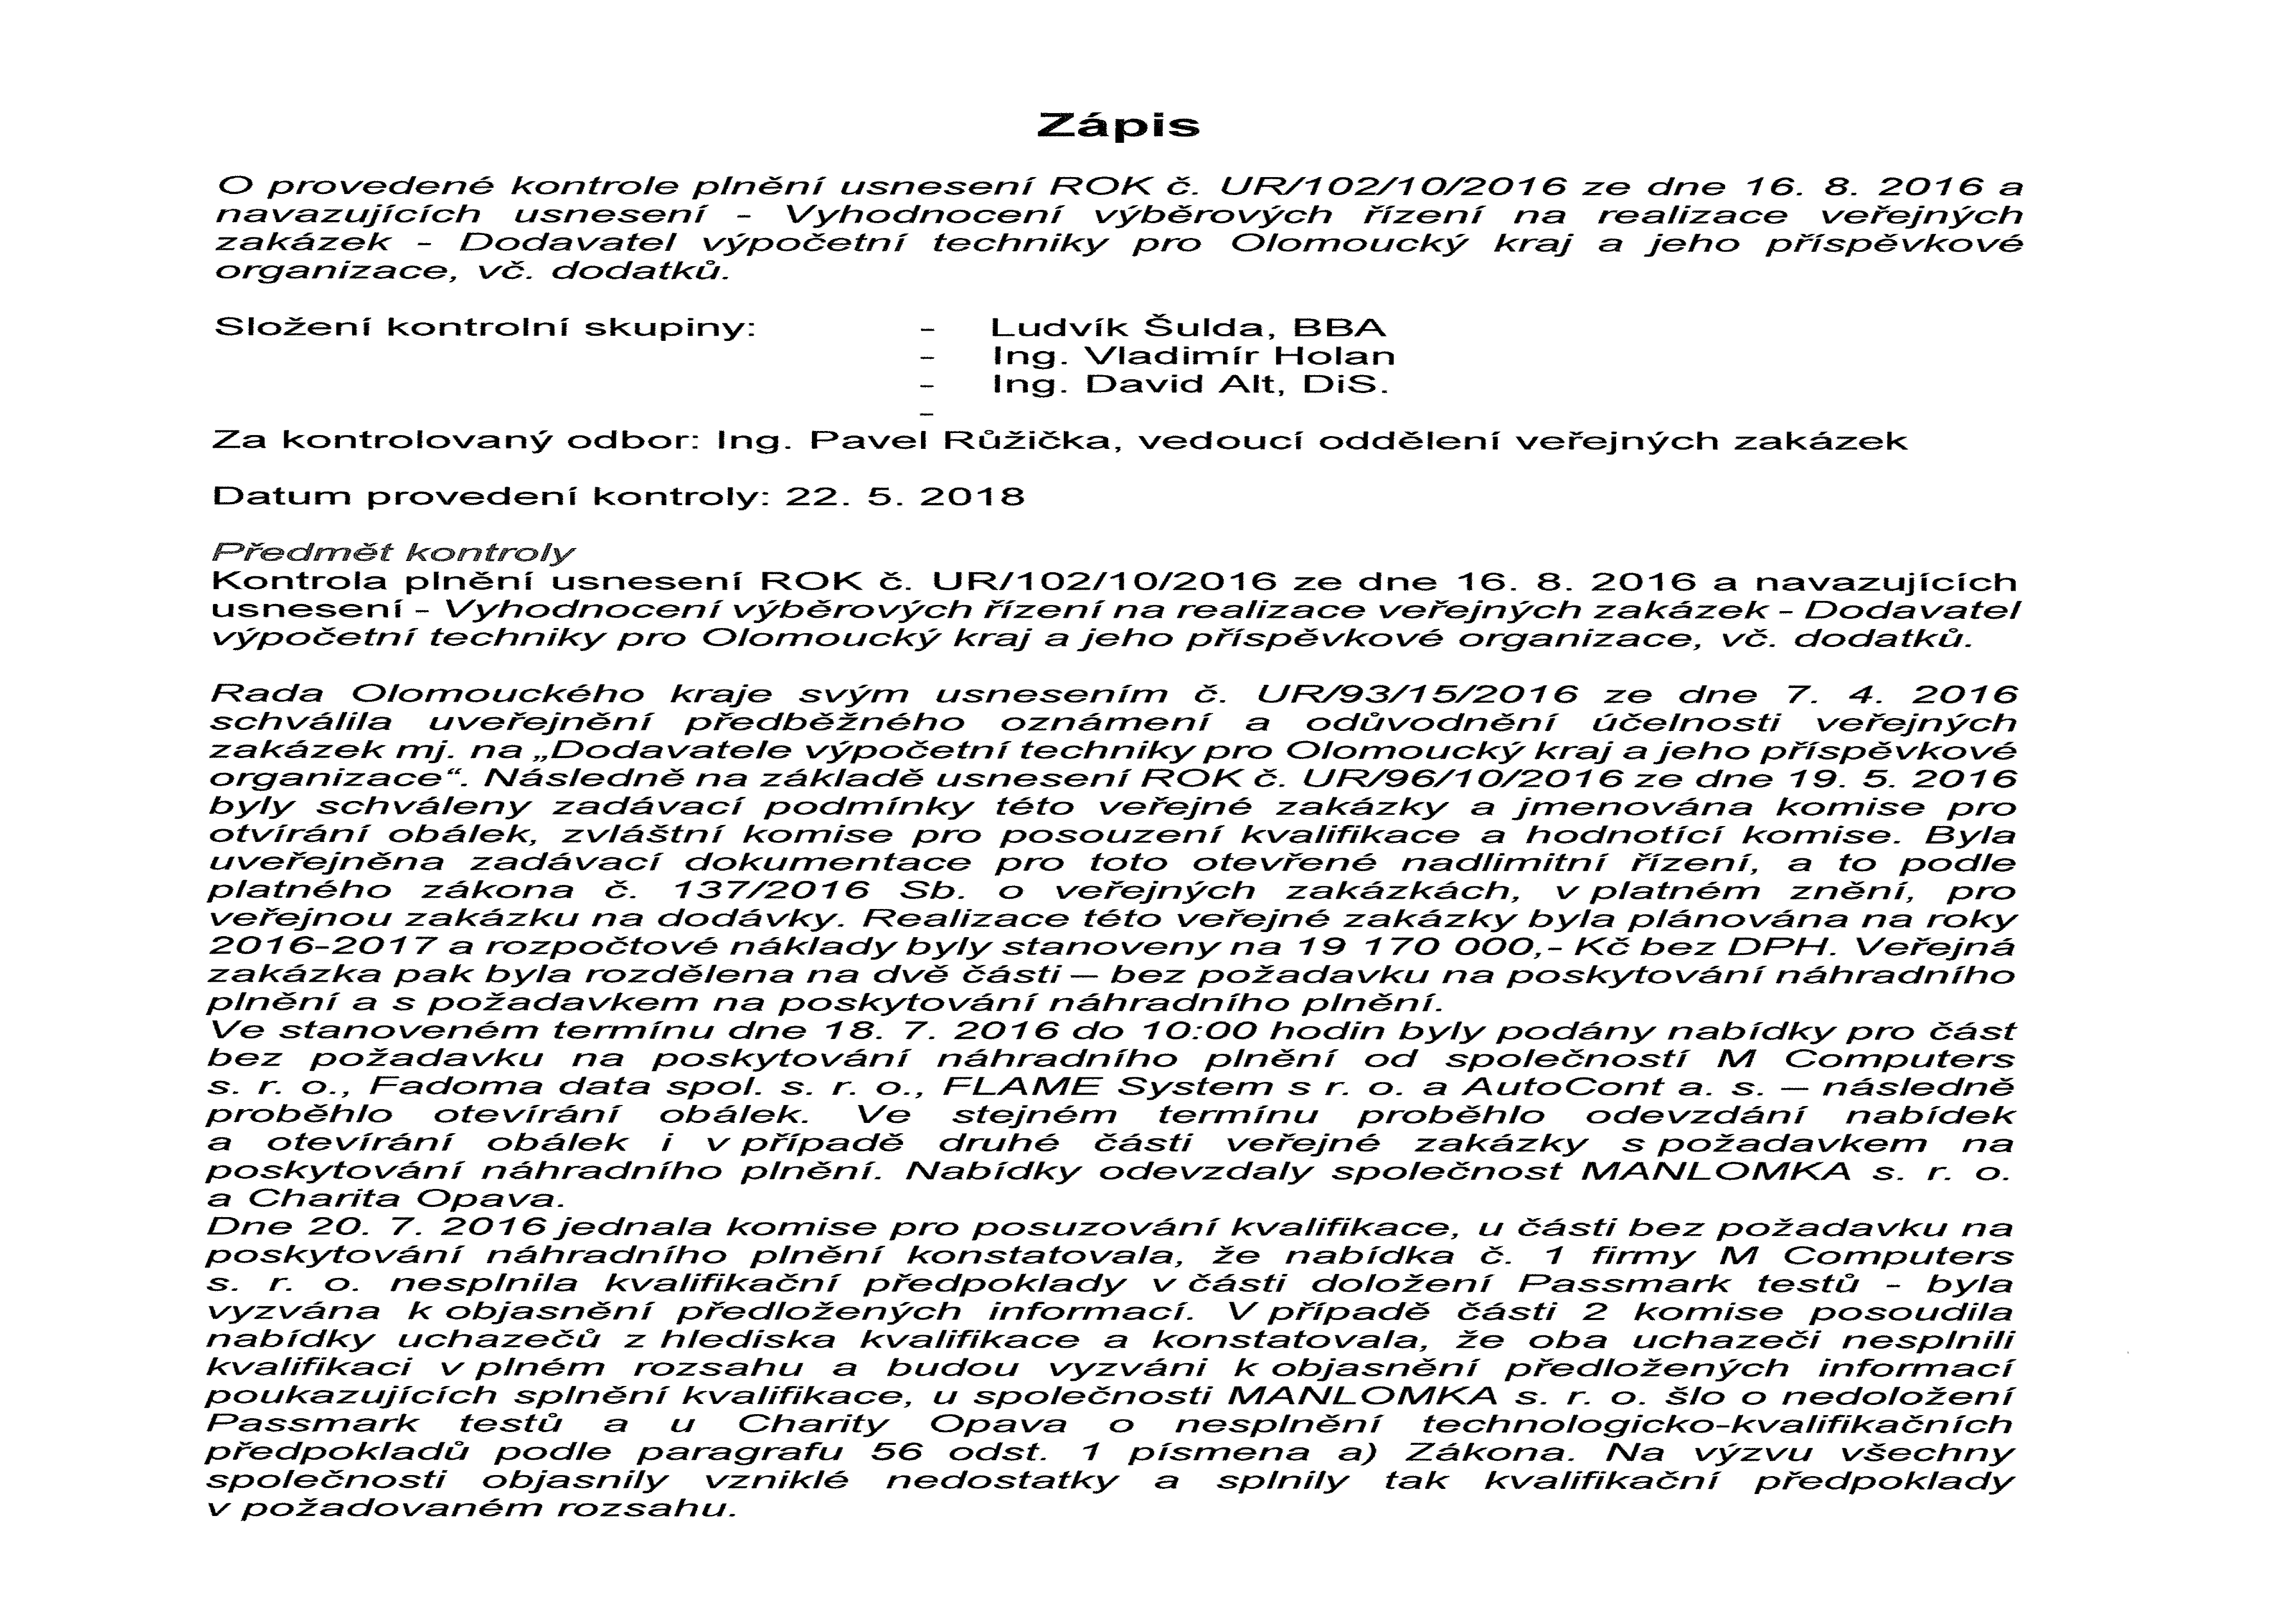 Zápis
O provedené kontrole plnění usnesení ROK č. UR/102/10/2016 ze dne 16. 8. 2016 a
navazujících usnesení - Vyhodnocení výběrových řízení na realizace veřejných
zakázek - Dodavatel výpočetní techniky pro Olomoucký kraj a jeho příspěvkové
organizace, vč. dodatků.
Složení kontrolní skupiny: - Ludvík Šulda, BBA
- Ing. Vladimír Holan
- Ing. David Alt, DiS.
-
Za kontrolovaný odbor: Ing. Pavel Růžička, vedoucí oddělení veřejných zakázek
Datum provedení kontroly: 22. 5. 2018
Předmět kontroly
Kontrola plnění usnesení ROK č. UR/102/10/2016 ze dne 16. 8. 2016 a navazujících
usnesení - Vyhodnocení výběrových řízení na realizace veřejných zakázek - Dodavatel
výpočetní techniky pro Olomoucký kraj a jeho příspěvkové organizace, vč. dodatků.
Rada Olomouckého kraje svým usnesením č. UR/93/15/2016 ze dne 7. 4. 2016
schválila uveřejnění předběžného oznámení a odůvodnění účelnosti veřejných
zakázek mj. na „Dodavatele výpočetní techniky pro Olomoucký kraj a jeho příspěvkové
organizace“. Následně na základě usnesení ROK č. UR/96/10/2016 ze dne 19. 5. 2016
byly schváleny zadávací podmínky této veřejné zakázky a jmenována komise pro
otvírání obálek, zvláštní komise pro posouzení kvalifikace a hodnotící komise. Byla
uveřejněna zadávací dokumentace pro toto otevřené nadlimitní řízení, a to podle
platného zákona č. 137/2016 Sb. o veřejných zakázkách, v platném znění, pro
veřejnou zakázku na dodávky. Realizace této veřejné zakázky byla plánována na roky
2016-2017 a rozpočtové náklady byly stanoveny na 19 170 000,- Kč bez DPH. Veřejná
zakázka pak byla rozdělena na dvě části – bez požadavku na poskytování náhradního
plnění a s požadavkem na poskytování náhradního plnění.
Ve stanoveném termínu dne 18. 7. 2016 do 10:00 hodin byly podány nabídky pro část
bez požadavku na poskytování náhradního plnění od společností M Computers
s. r. o., Fadoma data spol. s. r. o., FLAME System s r. o. a AutoCont a. s. – následně
proběhlo otevírání obálek. Ve stejném termínu proběhlo odevzdání nabídek
a otevírání obálek i v případě druhé části veřejné zakázky s požadavkem na
poskytování náhradního plnění. Nabídky odevzdaly společnost MANLOMKA s. r. o.
a Charita Opava.
Dne 20. 7. 2016 jednala komise pro posuzování kvalifikace, u části bez požadavku na
poskytování náhradního plnění konstatovala, že nabídka č. 1 firmy M Computers
s. r. o. nesplnila kvalifikační předpoklady v části doložení Passmark testů - byla
vyzvána k objasnění předložených informací. V případě části 2 komise posoudila
nabídky uchazečů z hlediska kvalifikace a konstatovala, že oba uchazeči nesplnili
kvalifikaci v plném rozsahu a budou vyzváni k objasnění předložených informací
poukazujících splnění kvalifikace, u společnosti MANLOMKA s. r. o. šlo o nedoložení
Passmark testů a u Charity Opava o nesplnění technologicko-kvalifikačních
předpokladů podle paragrafu 56 odst. 1 písmena a) Zákona. Na výzvu všechny
společnosti objasnily vzniklé nedostatky a splnily tak kvalifikační předpoklady
v požadovaném rozsahu.